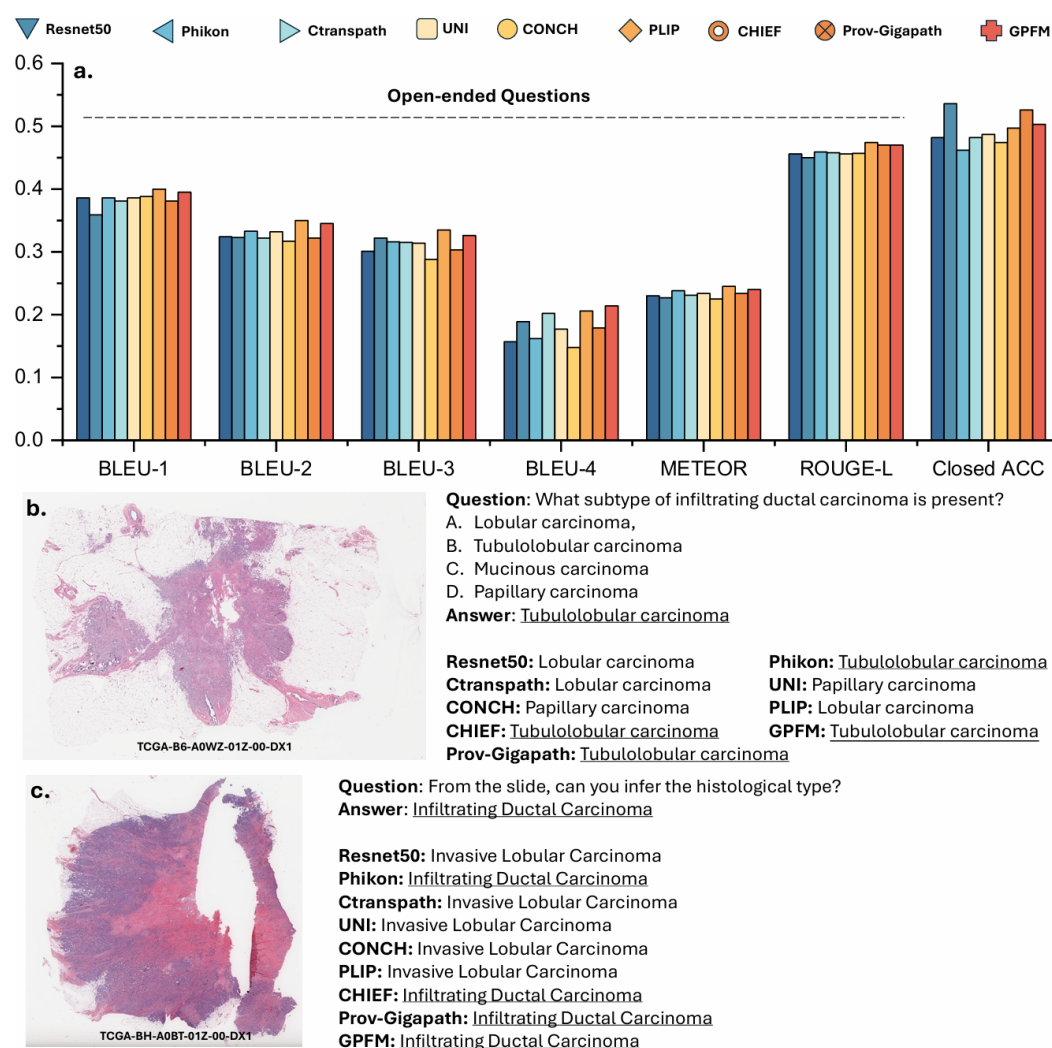 Resnet50 Phikon Ctranspath UNI CONCH PLIP CHIEF Prov-Gigapath GPFM
a.
Open-ended Questions
0.6
0.5
0.4
0.3
0.2
0.1
0.0
BLEU-1 BLEU-2 BLEU-3 BLEU-4 METEOR ROUGE-L Closed ACC
b.
TCGA-B6-A0WZ-01Z-00-DX1
Question: What subtype of infiltrating ductal carcinoma is present?
A. Lobular carcinoma,
B. Tubulolobular carcinoma
C. Mucinous carcinoma
D. Papillary carcinoma
Answer: Tubulolobular carcinoma
Resnet50: Lobular carcinoma Phikon: Tubulolobular carcinoma
Ctranspath: Lobular carcinoma UNI: Papillary carcinoma
CONCH: Papillary carcinoma PLIP: Lobular carcinoma
CHIEF: Tubulolobular carcinoma GPFM: Tubulolobular carcinoma
Prov-Gigapath: Tubulolobular carcinoma
c.
TCGA-BH-A0BT-01Z-00-DX1
Question: From the slide, can you infer the histological type?
Answer: Infiltrating Ductal Carcinoma
Resnet50: Invasive Lobular Carcinoma
Phikon: Infiltrating Ductal Carcinoma
Ctranspath: Invasive Lobular Carcinoma
UNI: Invasive Lobular Carcinoma
CONCH: Invasive Lobular Carcinoma
PLIP: Invasive Lobular Carcinoma
CHIEF: Infiltrating Ductal Carcinoma
Prov-Gigapath: Infiltrating Ductal Carcinoma
GPFM: Infiltrating Ductal Carcinoma